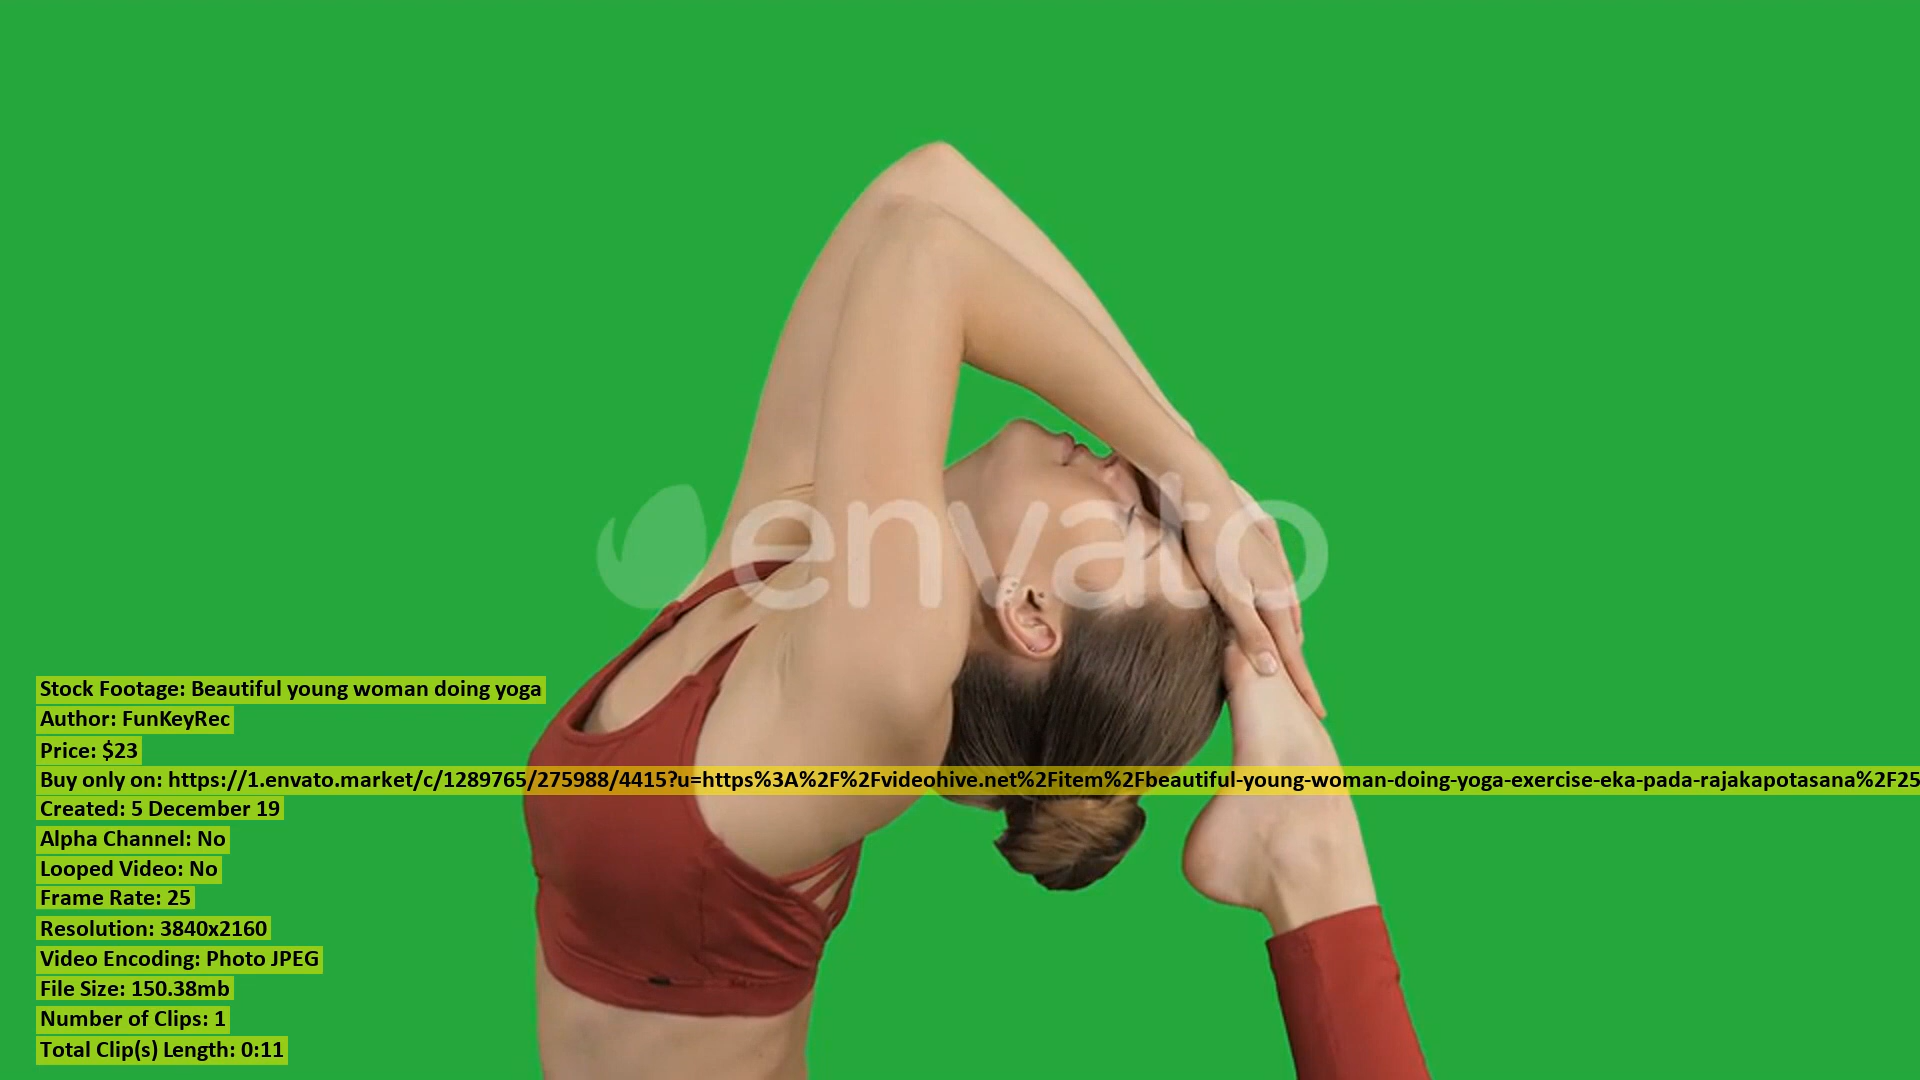 envato
Stock Footage: Beautiful young woman doing yoga
Author: FunKeyRec
Price: $23
Buy only on: https://1.envato.market/c/1289765/275988/4415?u=https%3A%2F%2Fvideohive.net%2Fitem%2Fbeautiful-young-woman-doing-yoga-exercise-eka-pada-rajakapotasana%2F25
Created: 5 December 19
Alpha Channel: No
Looped Video: No
Frame Rate: 25
Resolution: 3840x2160
Video Encoding: Photo JPEG
File Size: 150.38mb
Number of Clips: 1
Total Clip(s) Length: 0:11